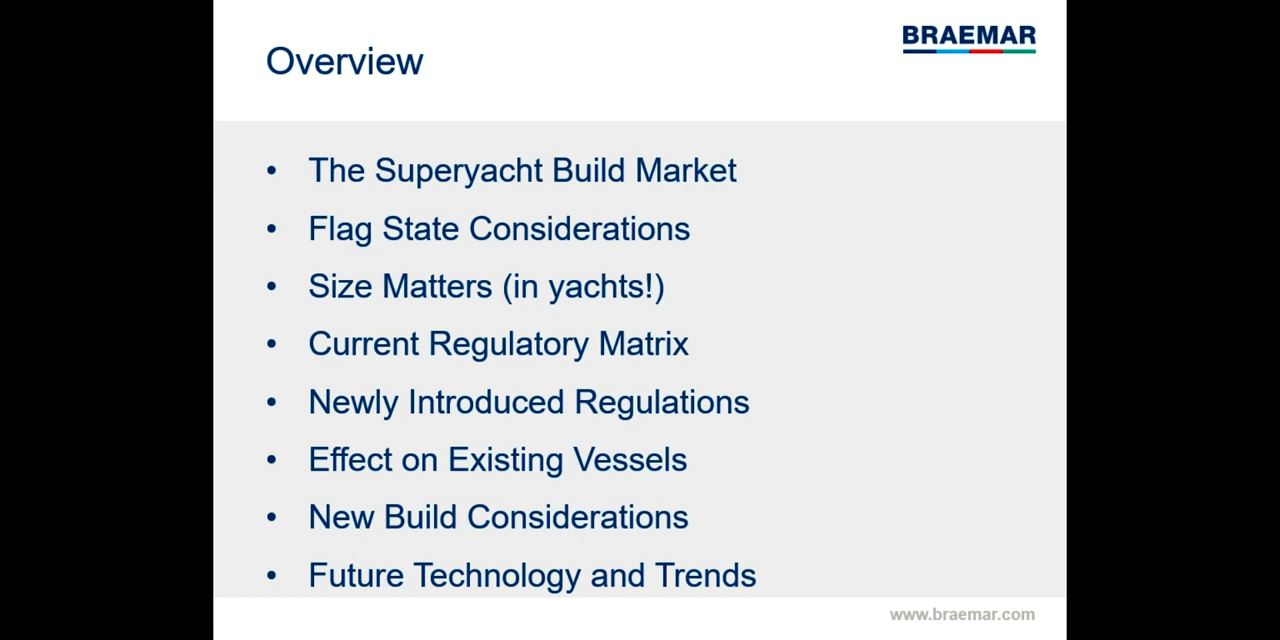 BRAEMAR
Overview
• The Superyacht Build Market
• Flag State Considerations
• Size Matters (in yachts!)
• Current Regulatory Matrix
• Newly Introduced Regulations
• Effect on Existing Vessels
• New Build Considerations
• Future Technology and Trends
www.braemar.com